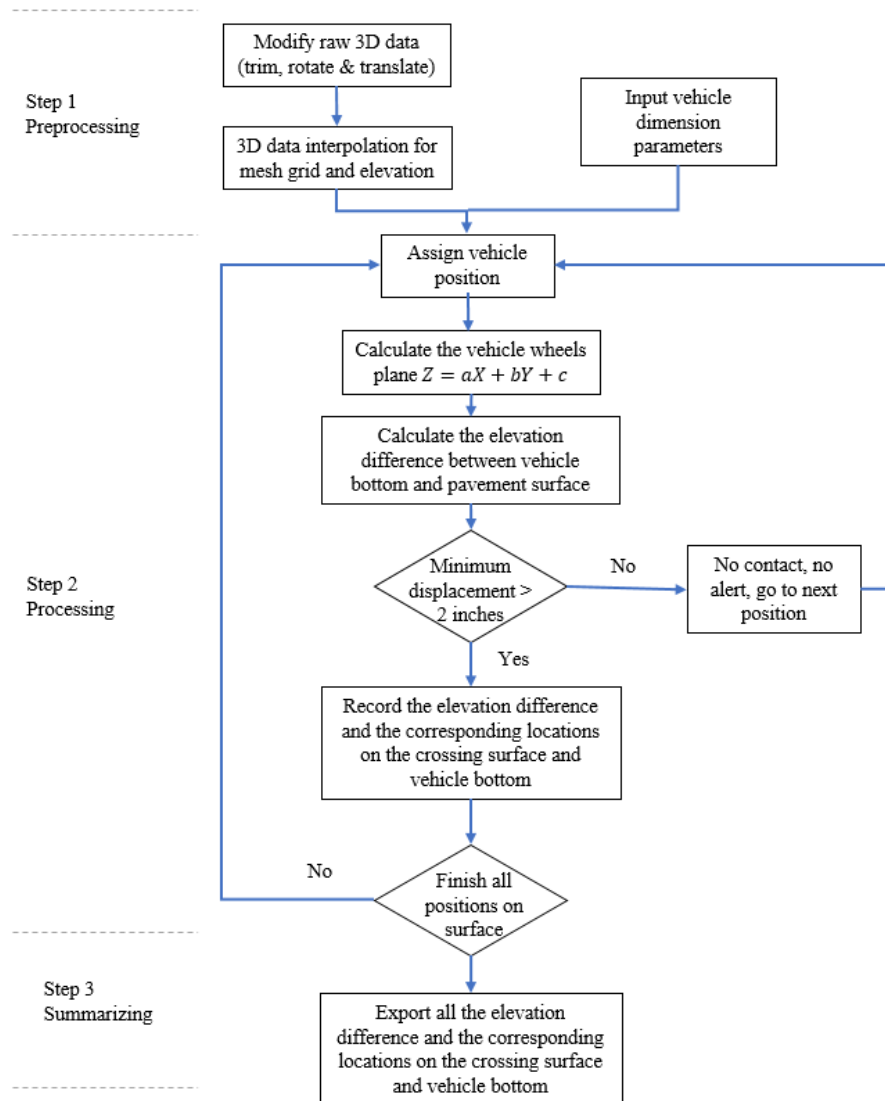 Modify raw 3D data
(trim, rotate & translate)
Step 1
Preprocessing
Input vehicle
dimension
parameters
3D data interpolation for
mesh grid and elevation
Assign vehicle
position
Calculate the vehicle wheels
plane Z = aX + bY + c
Calculate the elevation
difference between vehicle
bottom and pavement surface
Step 2
Processing
Minimum
displacement >
2 inches
No
No contact, no
alert, go to next
position
Yes
Record the elevation difference
and the corresponding locations
on the crossing surface and
vehicle bottom
No
Finish all
positions on
surface
Step 3
Summarizing
Export all the elevation
difference and the corresponding
locations on the crossing surface
and vehicle bottom